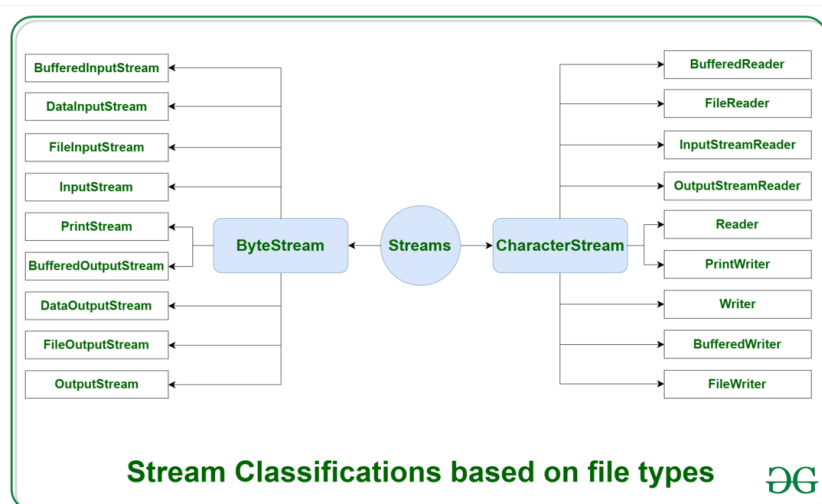 BufferedInputStream
DataInputStream
FileInputStream
InputStream
PrintStream
BufferedOutputStream
DataOutputStream
FileOutputStream
OutputStream
ByteStream
Streams
CharacterStream
BufferedReader
FileReader
InputStreamReader
OutputStreamReader
Reader
PrintWriter
Writer
BufferedWriter
FileWriter
Stream Classifications based on file types